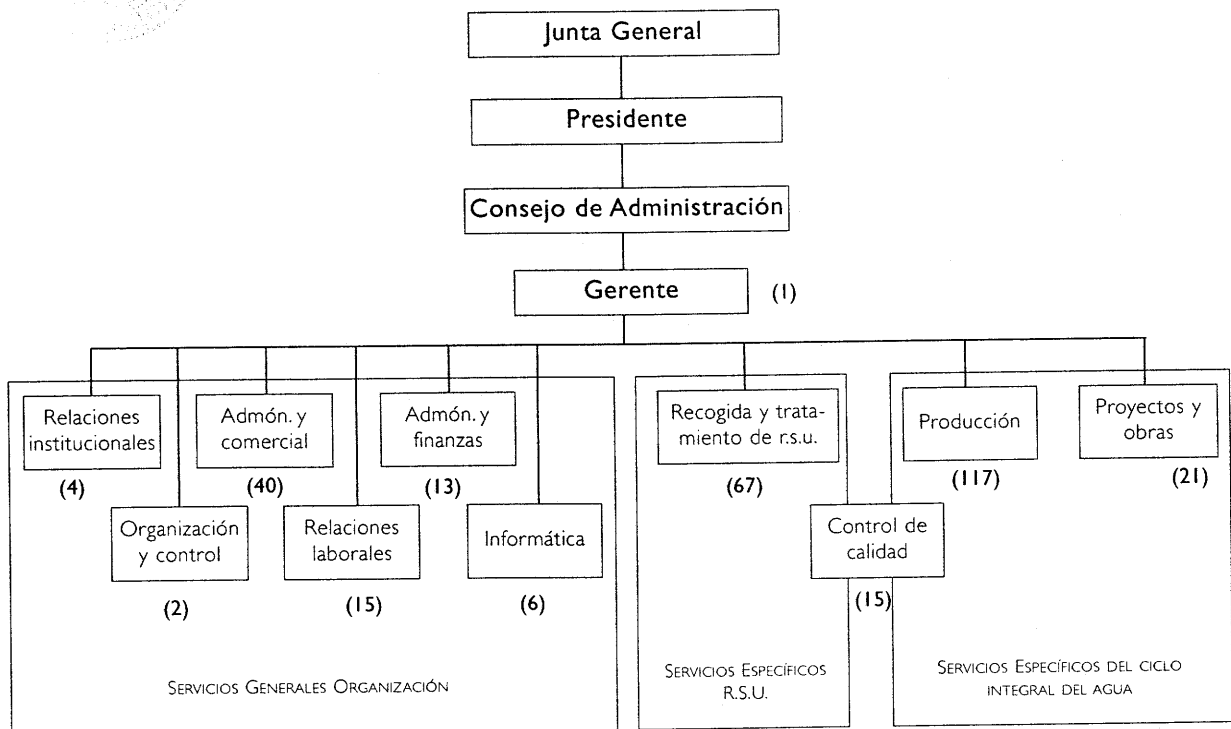 Junta General
Presidente
Consejo de Administración
Gerente
(1)
Relaciones
institucionales
(4)
Admón. y
comercial
(40)
Admón. y
finanzas
(13)
Organización
y control
(2)
Relaciones
laborales
(15)
Informática
(6)
SERVICIOS GENERALES ORGANIZACIÓN
Recogida y trata-
miento de r.s.u.
(67)
Control de
calidad
(15)
SERVICIOS ESPECÍFICOS
R.S.U.
Producción
(117)
Proyectos y
obras
(21)
SERVICIOS ESPECÍFICOS DEL CICLO
INTEGRAL DEL AGUA